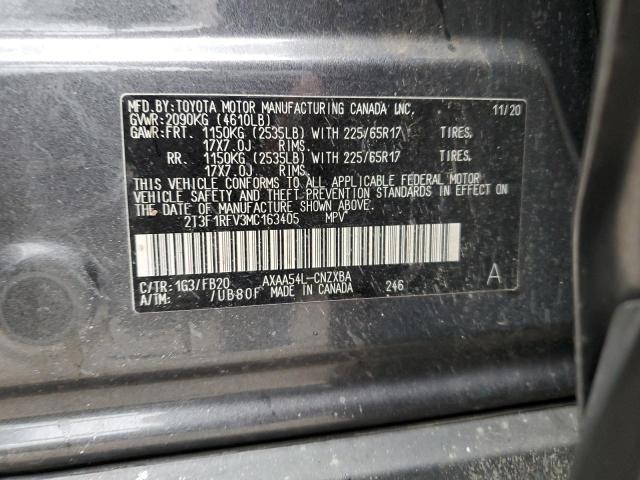 MFD.BY:TOYOTA MOTOR MANUFACTURING CANADA INC. 11/20
GVWR:2090KG (4610LB)
GAWR:FRT. 1150KG (2535LB) WITH 225/65R17 TIRES,
17X7.0J RIMS,
RR. 1150KG (2535LB) WITH 225/65R17 TIRES,
17X7.0J RIMS,
THIS VEHICLE CONFORMS TO ALL APPLICABLE FEDERAL MOTOR
VEHICLE SAFETY AND THEFT PREVENTION STANDARDS IN EFFECT ON
THE DATE OF MANUFACTURE SHOWN ABOVE.
2T3F1RFV3MC163405 MPV
C/TR:1G3/FB20 AXAA54L-CNZXBA 246 A
A/TM: /UB80F MADE IN CANADA